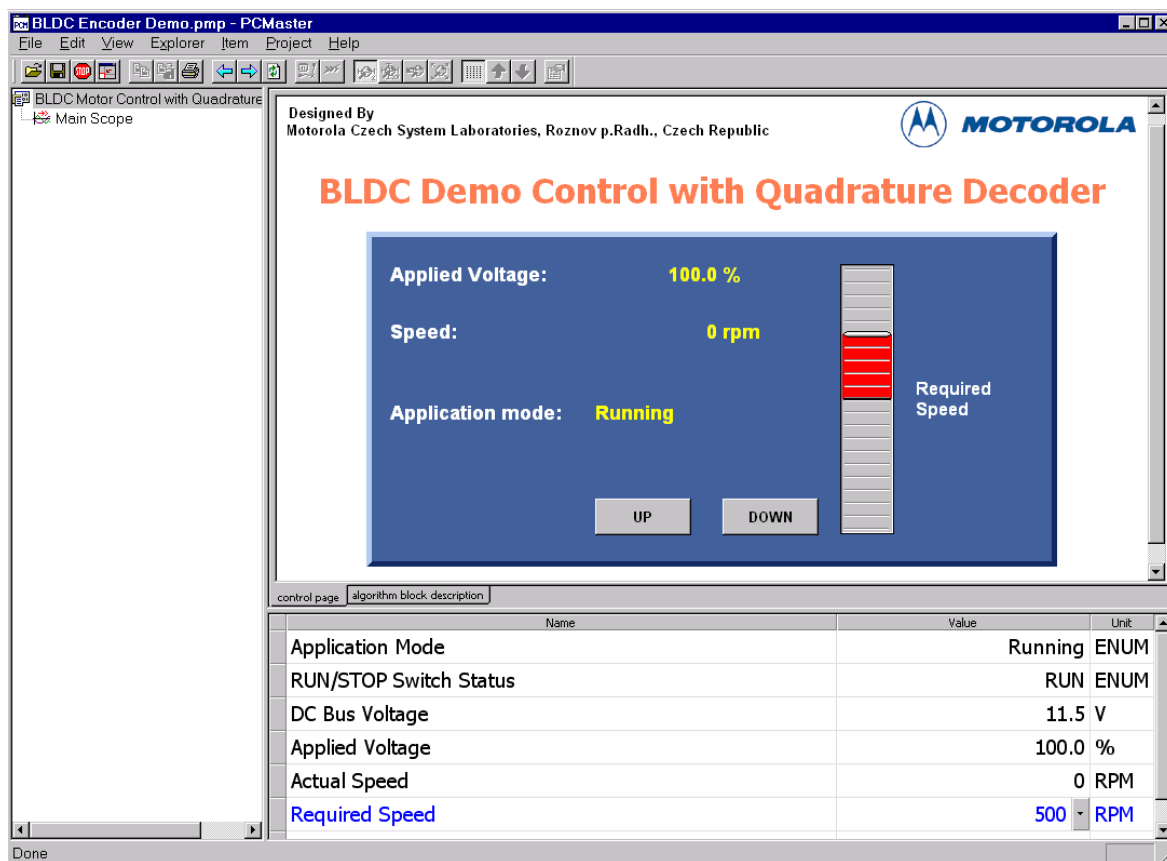 BLDC Encoder Demo.pmp - PCMaster
File Edit View Explorer Item Project Help
STOP
BLDC Motor Control with Quadrature
Main Scope
Designed By
Motorola Czech System Laboratories, Roznov p.Radh., Czech Republic
MOTOROLA
BLDC Demo Control with Quadrature Decoder
Applied Voltage: 100.0 %
Speed: 0 rpm
Required
Speed
Application mode: Running
UP DOWN
control page algorithm block description
Name Value Unit
Application Mode Running ENUM
RUN/STOP Switch Status RUN ENUM
DC Bus Voltage 11.5 V
Applied Voltage 100.0 %
Actual Speed 0 RPM
Required Speed 500 RPM
Done